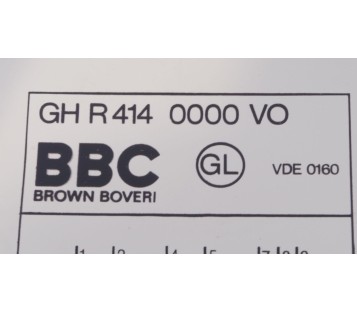 GH R 414 0000 VO
BBC GL VDE 0160
BROWN BOVERI